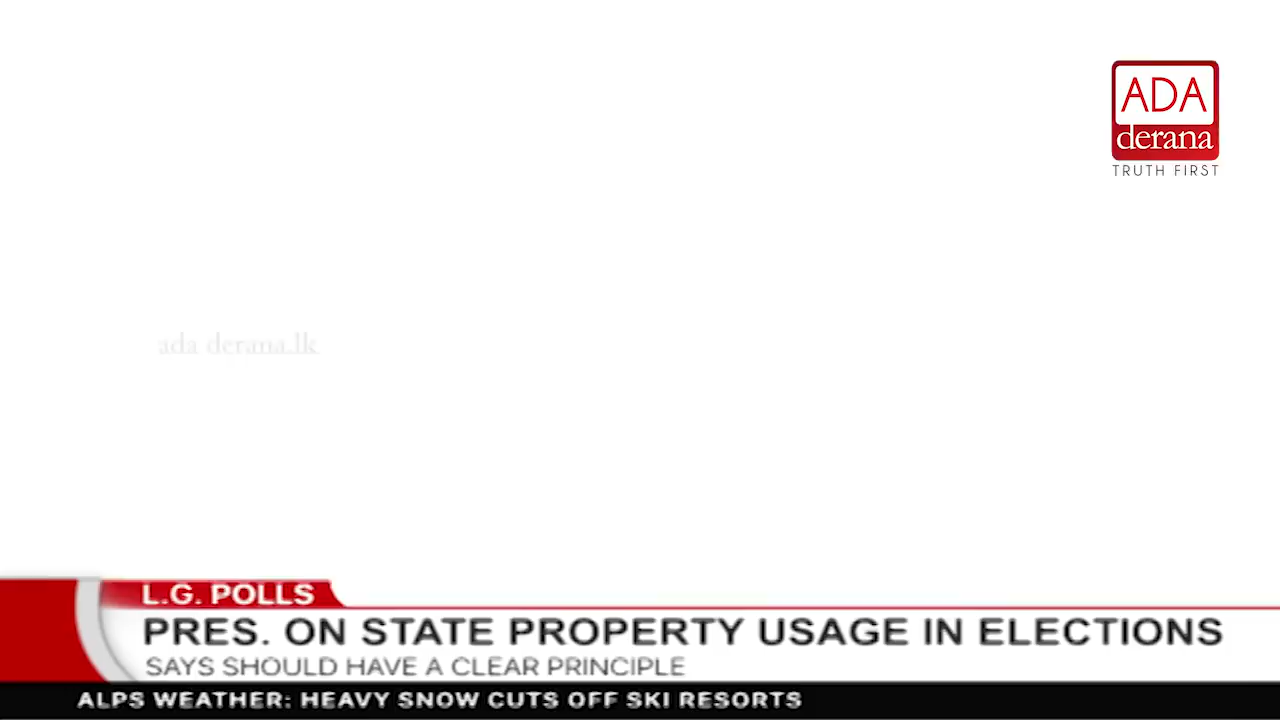 ADA
derana
TRUTH FIRST
ada derana.lk
L.G. POLLS
PRES. ON STATE PROPERTY USAGE IN ELECTIONS
SAYS SHOULD HAVE A CLEAR PRINCIPLE
ALPS WEATHER: HEAVY SNOW CUTS OFF SKI RESORTS